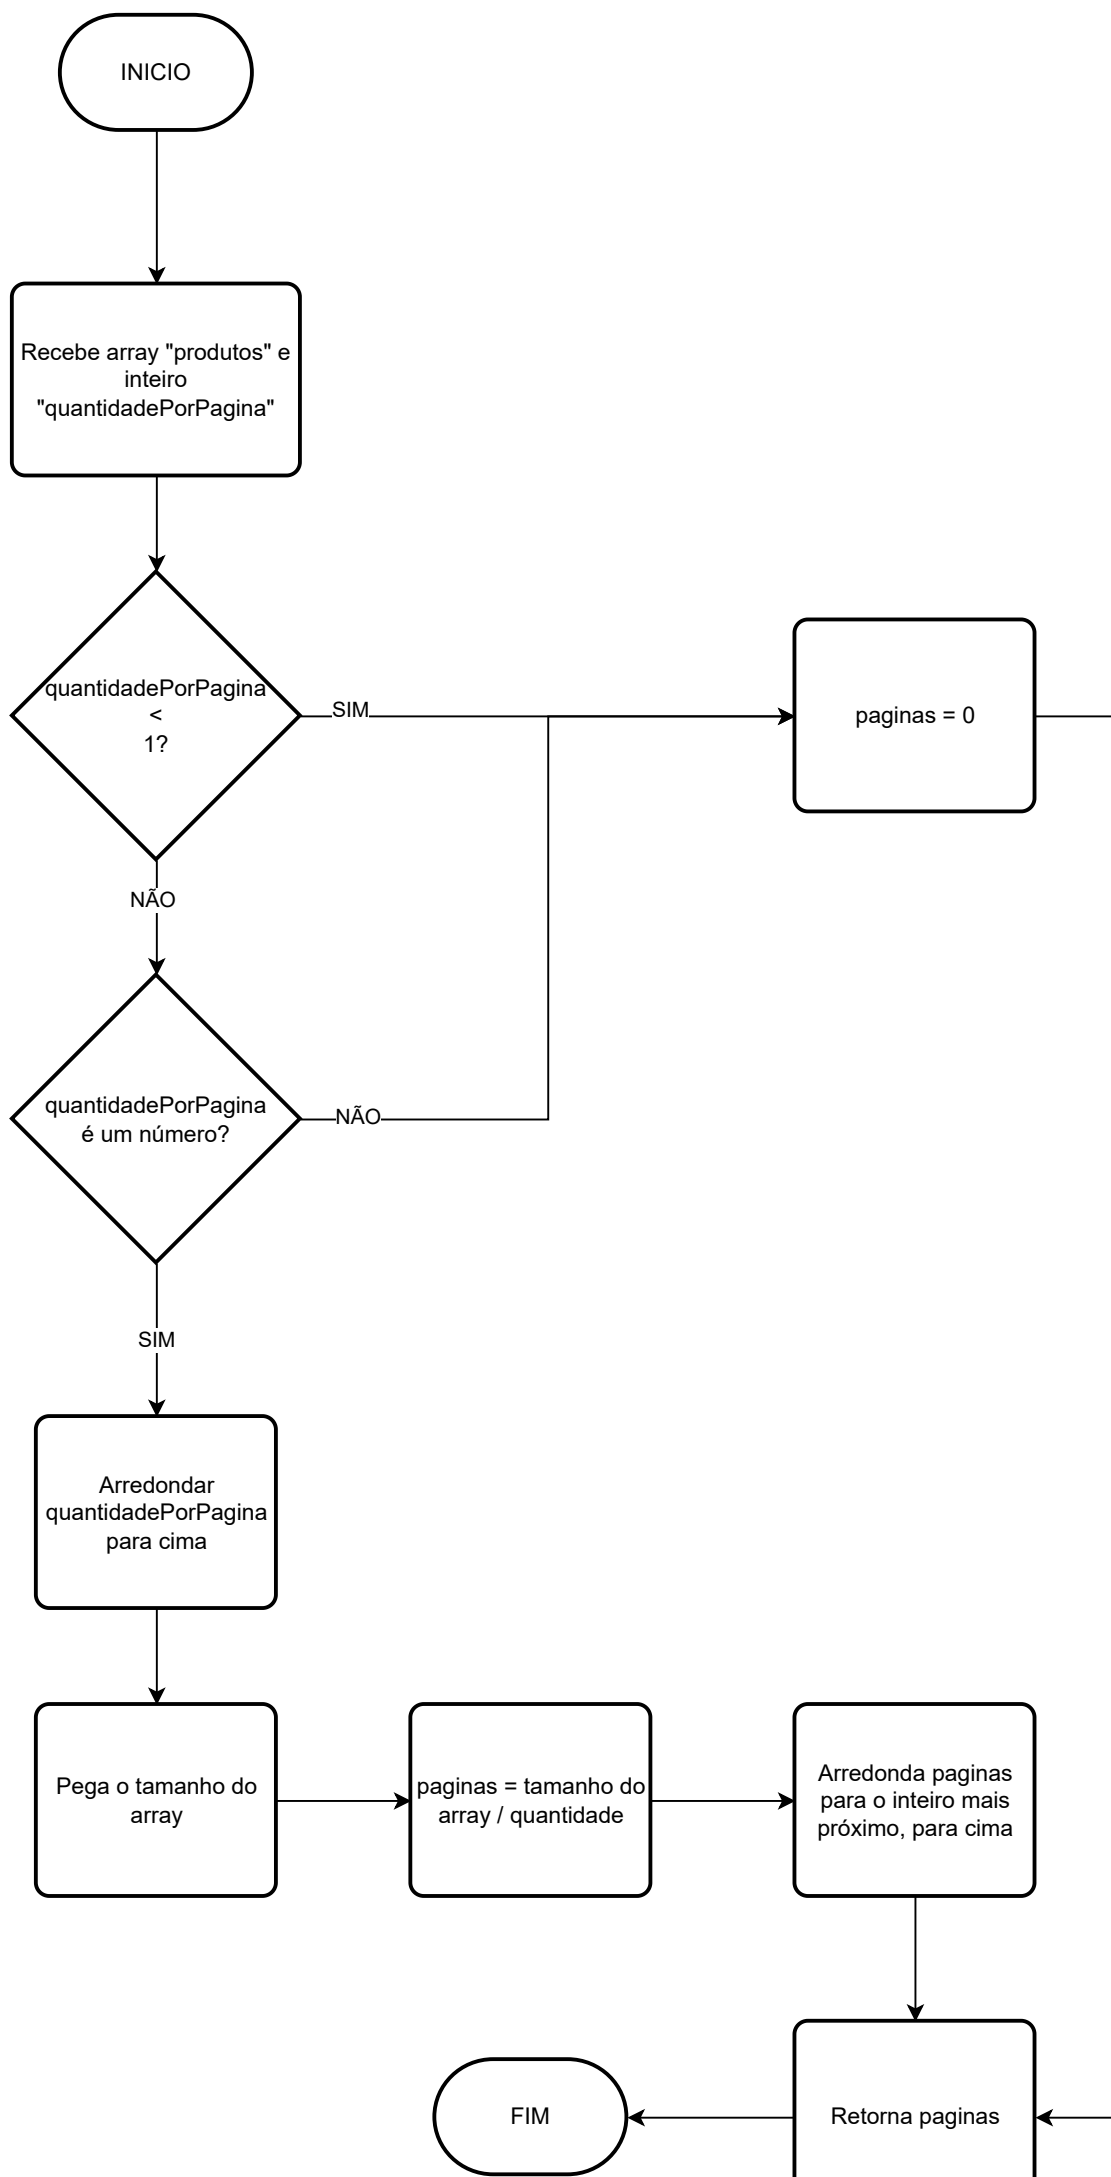 INICIO
Recebe array "produtos" e
inteiro
"quantidadePorPagina"
quantidadePorPagina
<
1?
SIM
paginas = 0
NÃO
quantidadePorPagina
é um número?
NÃO
SIM
Arredondar
quantidadePorPagina
para cima
Pega o tamanho do
array
paginas = tamanho do
array / quantidade
Arredonda paginas
para o inteiro mais
próximo, para cima
Retorna paginas
FIM